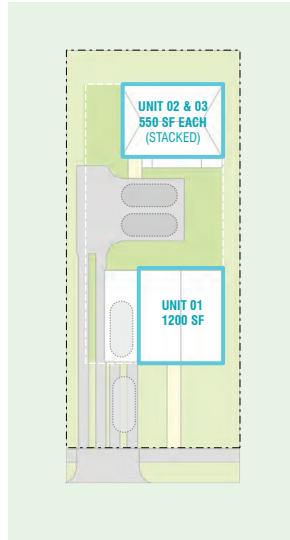 UNIT 02 & 03
550 SF EACH
(STACKED)
UNIT 01
1200 SF